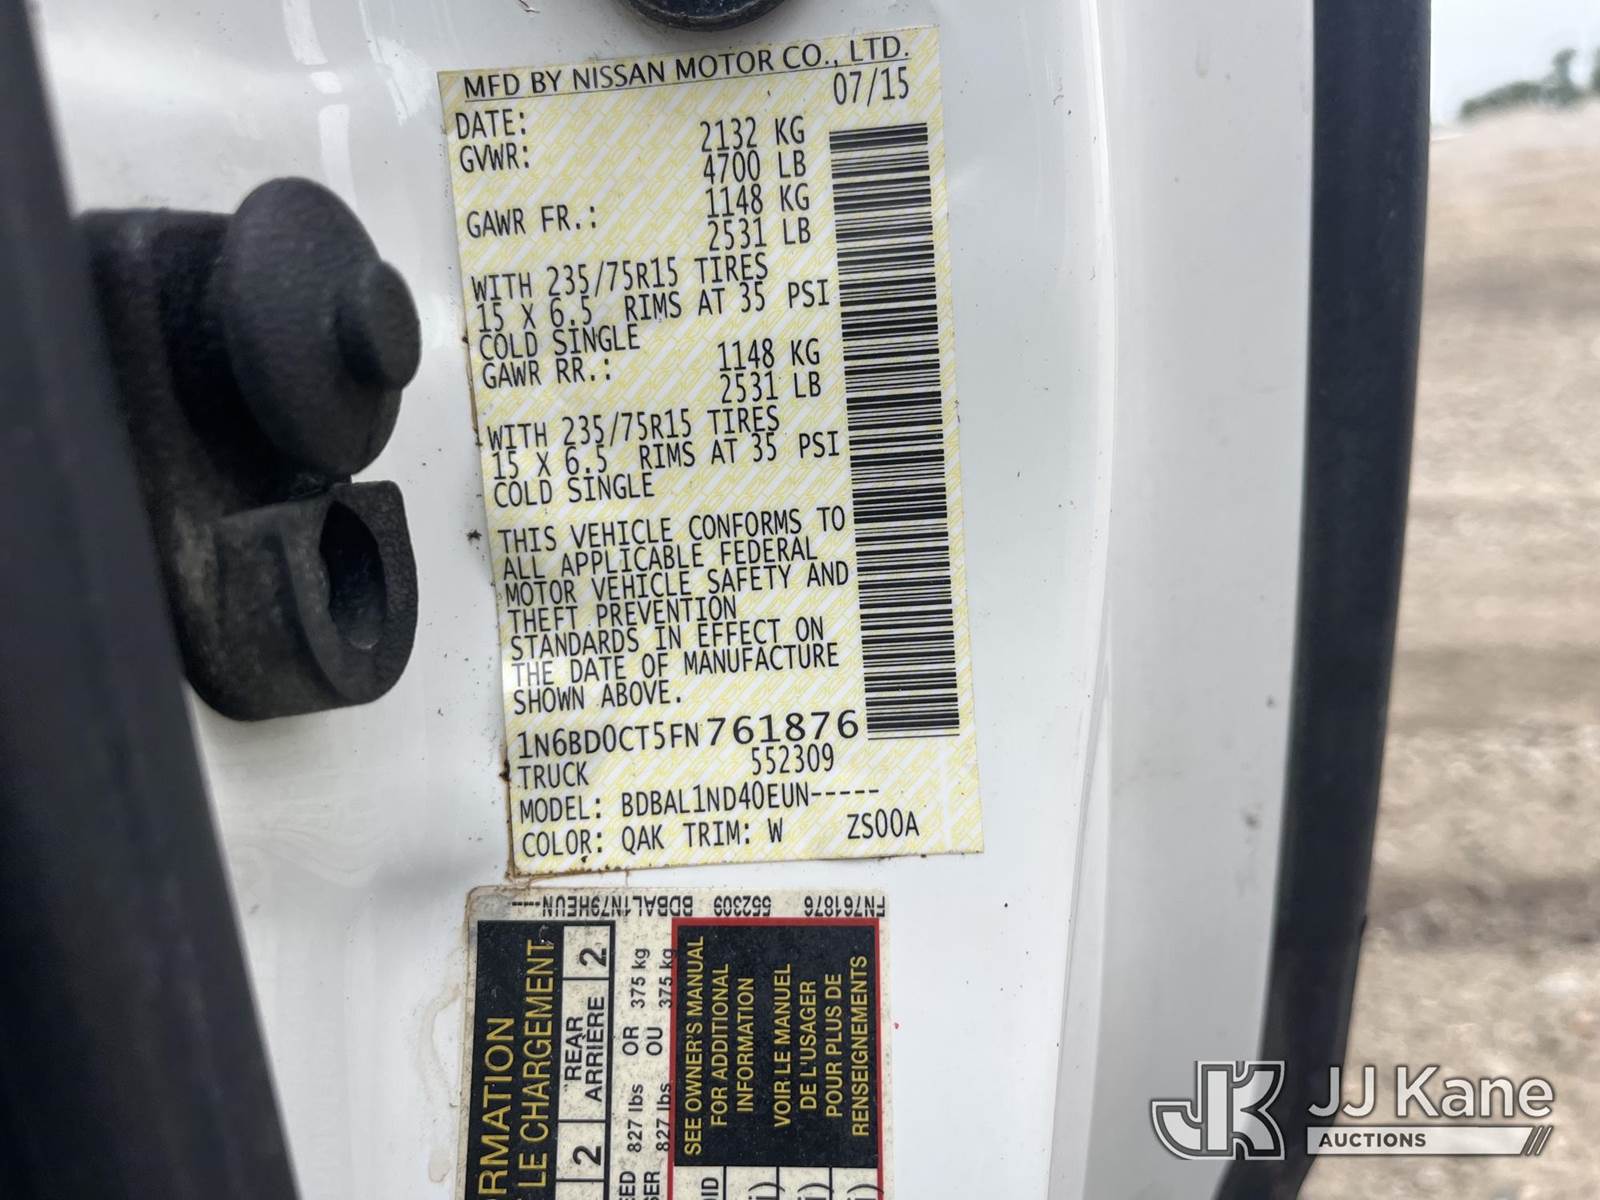 MFD BY NISSAN MOTOR CO., LTD.
DATE: 07/15
GVWR: 2132 KG
4700 LB
GAWR FR.: 1148 KG
2531 LB
WITH 235/75R15 TIRES
15 X 6.5 RIMS AT 35 PSI
COLD SINGLE
GAWR RR.: 1148 KG
2531 LB
WITH 235/75R15 TIRES
15 X 6.5 RIMS AT 35 PSI
COLD SINGLE
THIS VEHICLE CONFORMS TO
ALL APPLICABLE FEDERAL
MOTOR VEHICLE SAFETY AND
THEFT PREVENTION
STANDARDS IN EFFECT ON
THE DATE OF MANUFACTURE
SHOWN ABOVE.
1N6BD0CT5FN761876
TRUCK 552309
MODEL: BDBAL1ND40EUN-----
COLOR: QAK TRIM: W ZS00A
FN761876 552309 BDBAL1N79HEUN----
LE CHARGEMENT
2 REAR 2
ARRIÈRE
827 lbs OR 375 kg
827 lbs OU 375 kg
SEE OWNER'S MANUAL
FOR ADDITIONAL
INFORMATION
VOIR LE MANUEL
DE L'USAGER
POUR PLUS DE
RENSEIGNEMENTS
JK
JJ Kane
AUCTIONS